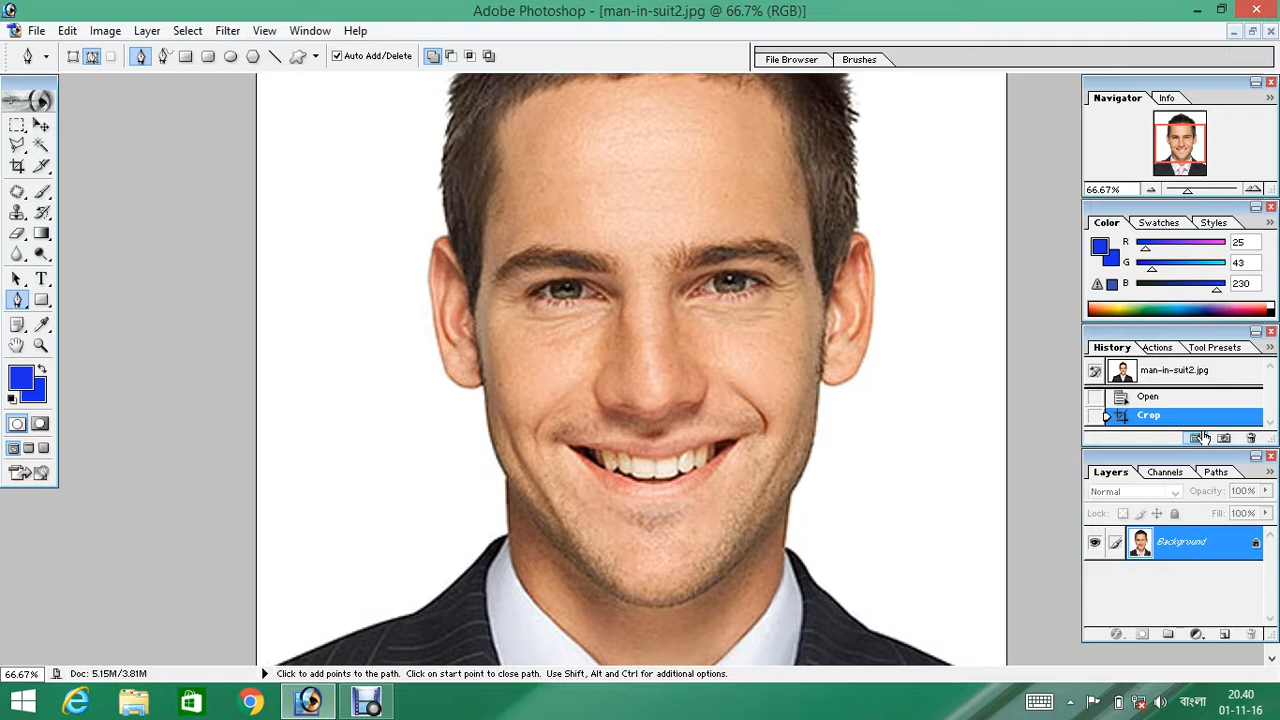 Adobe Photoshop - [man-in-suit2.jpg @ 66.7% (RGB)]
File Edit Image Layer Select Filter View Window Help
Auto Add/Delete
File Browser Brushes
Navigator Info
66.67%
Color Swatches Styles
R 25
G 43
B 230
History Actions Tool Presets
man-in-suit2.jpg
Open
Crop
Layers Channels Paths
Normal Opacity: 100%
Lock: Fill: 100%
Background
66.67% Doc: 5.15M/3.81M Click to add points to the path. Click on start point to close path. Use Shift, Alt and Ctrl for additional options.
বাংলা
20.40
01-11-16